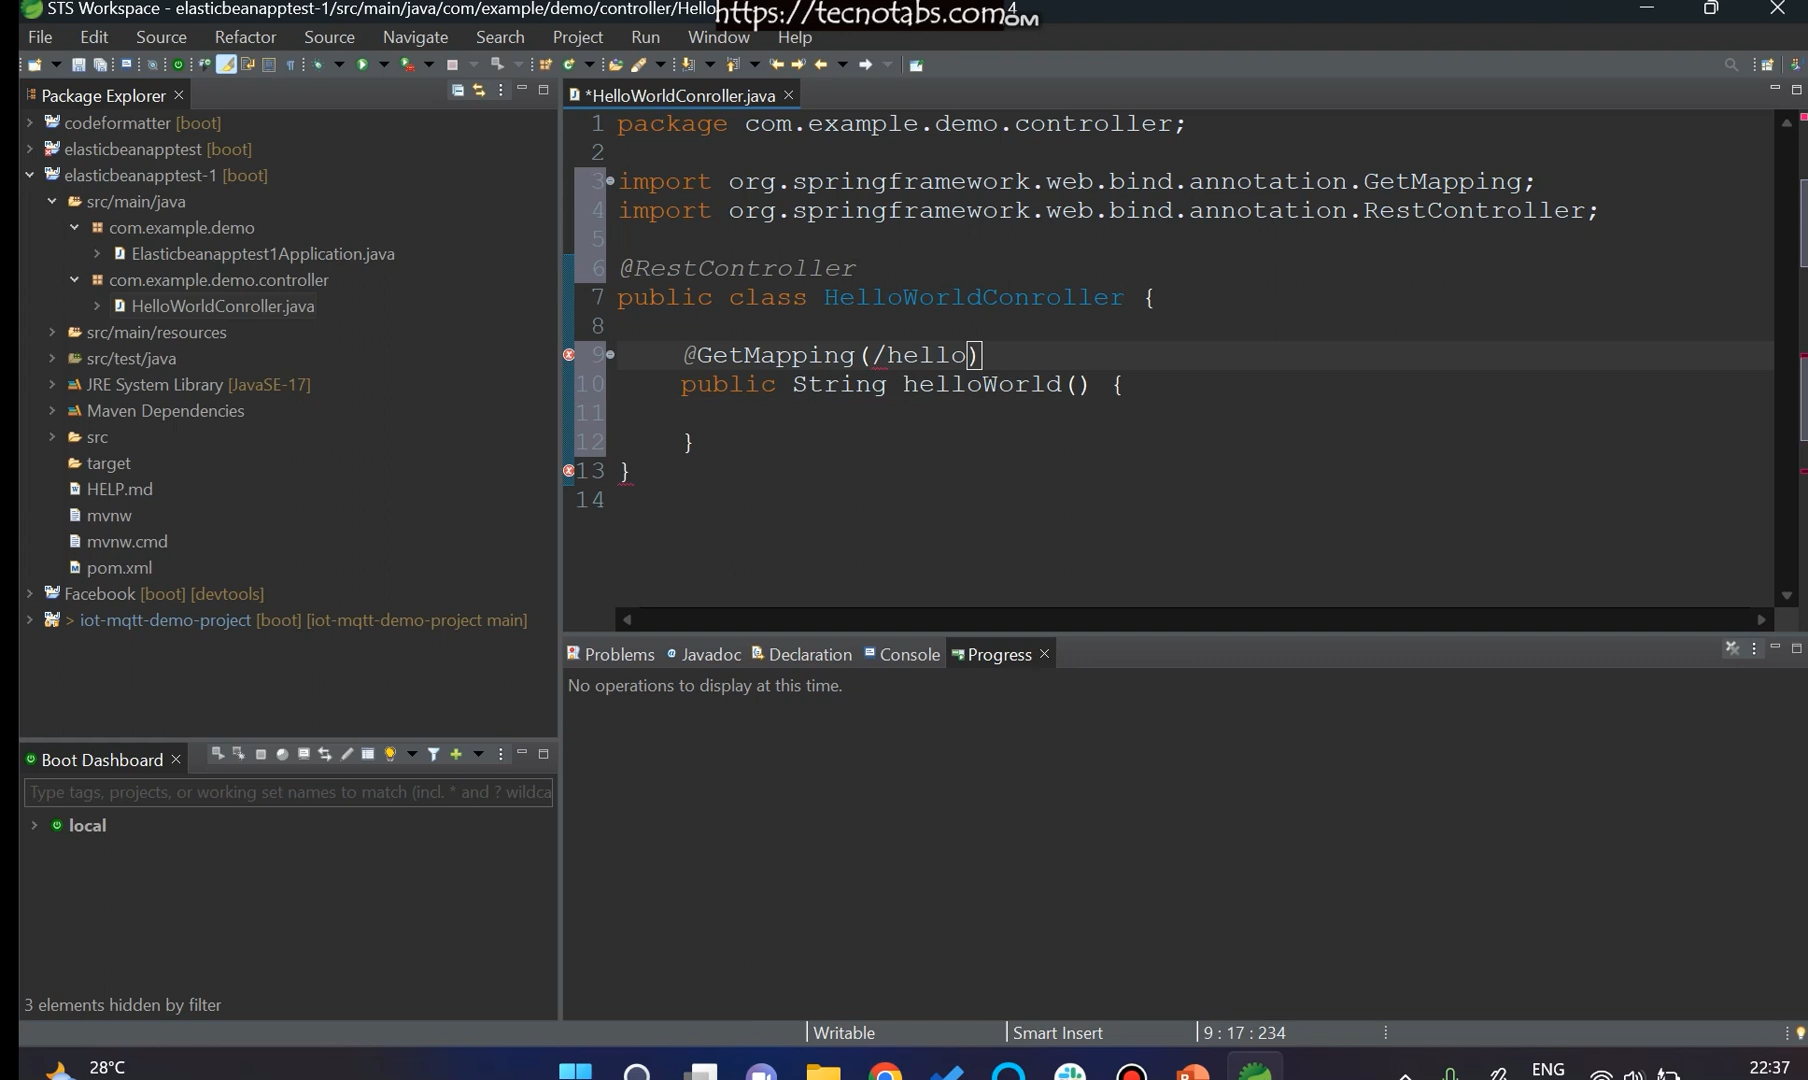 STS Workspace - elasticbeanapptest-1/src/main/java/com/example/demo/controller/Hello
https://tecnotabs.com
OM
4
File Edit Source Refactor Source Navigate Search Project Run Window Help
Package Explorer
codeformatter [boot]
elasticbeanapptest [boot]
elasticbeanapptest-1 [boot]
src/main/java
com.example.demo
Elasticbeanapptest1Application.java
com.example.demo.controller
HelloWorldConroller.java
src/main/resources
src/test/java
JRE System Library [JavaSE-17]
Maven Dependencies
src
target
HELP.md
mvnw
mvnw.cmd
pom.xml
Facebook [boot] [devtools]
> iot-mqtt-demo-project [boot] [iot-mqtt-demo-project main]
*HelloWorldConroller.java
1 package com.example.demo.controller;
2
3 import org.springframework.web.bind.annotation.GetMapping;
4 import org.springframework.web.bind.annotation.RestController;
5
6 @RestController
7 public class HelloWorldConroller {
8
9 @GetMapping(/hello)
10 public String helloWorld() {
11
12 }
13 }
14
Problems Javadoc Declaration Console Progress
No operations to display at this time.
Boot Dashboard
Type tags, projects, or working set names to match (incl. * and ? wildca
local
3 elements hidden by filter
Writable Smart Insert 9 : 17 : 234
28°C
ENG
22:37